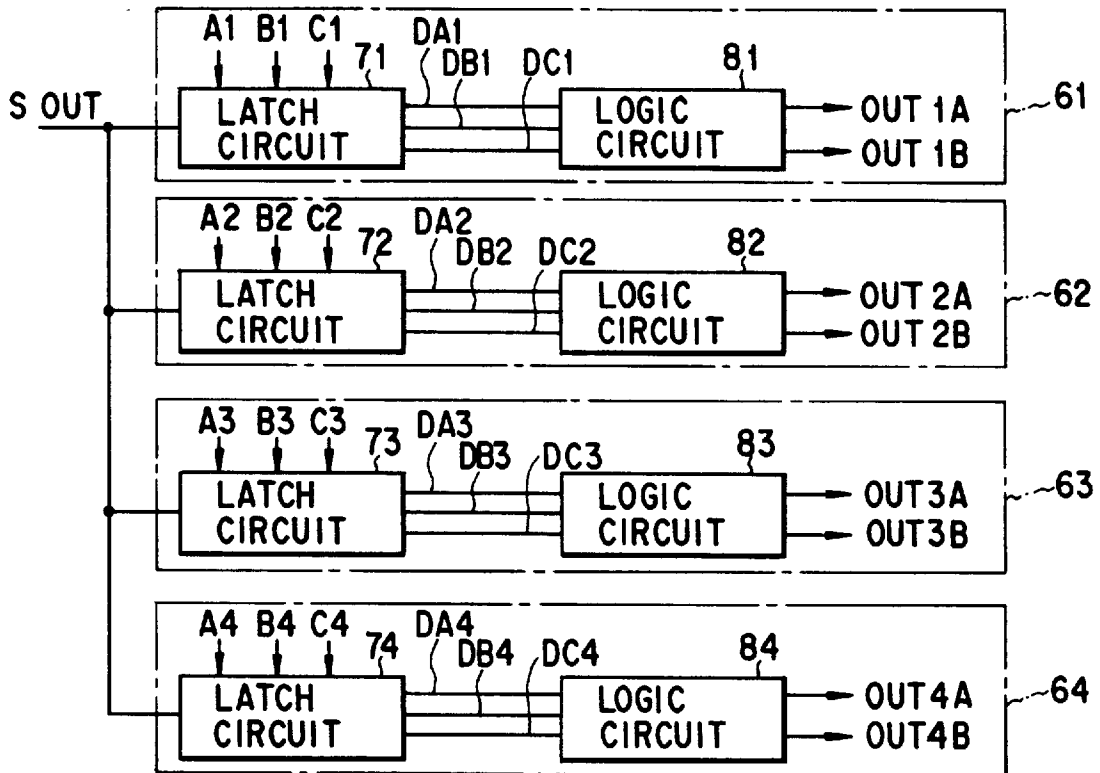 A1 B1 C1 71 DA1 DB1 DC1 81
S OUT LATCH CIRCUIT LOGIC CIRCUIT OUT 1A OUT 1B 61
A2 B2 C2 72 DA2 DB2 DC2 82
LATCH CIRCUIT LOGIC CIRCUIT OUT 2A OUT 2B 62
A3 B3 C3 73 DA3 DB3 DC3 83
LATCH CIRCUIT LOGIC CIRCUIT OUT3A OUT3B 63
A4 B4 C4 74 DA4 DB4 DC4 84
LATCH CIRCUIT LOGIC CIRCUIT OUT4A OUT4B 64